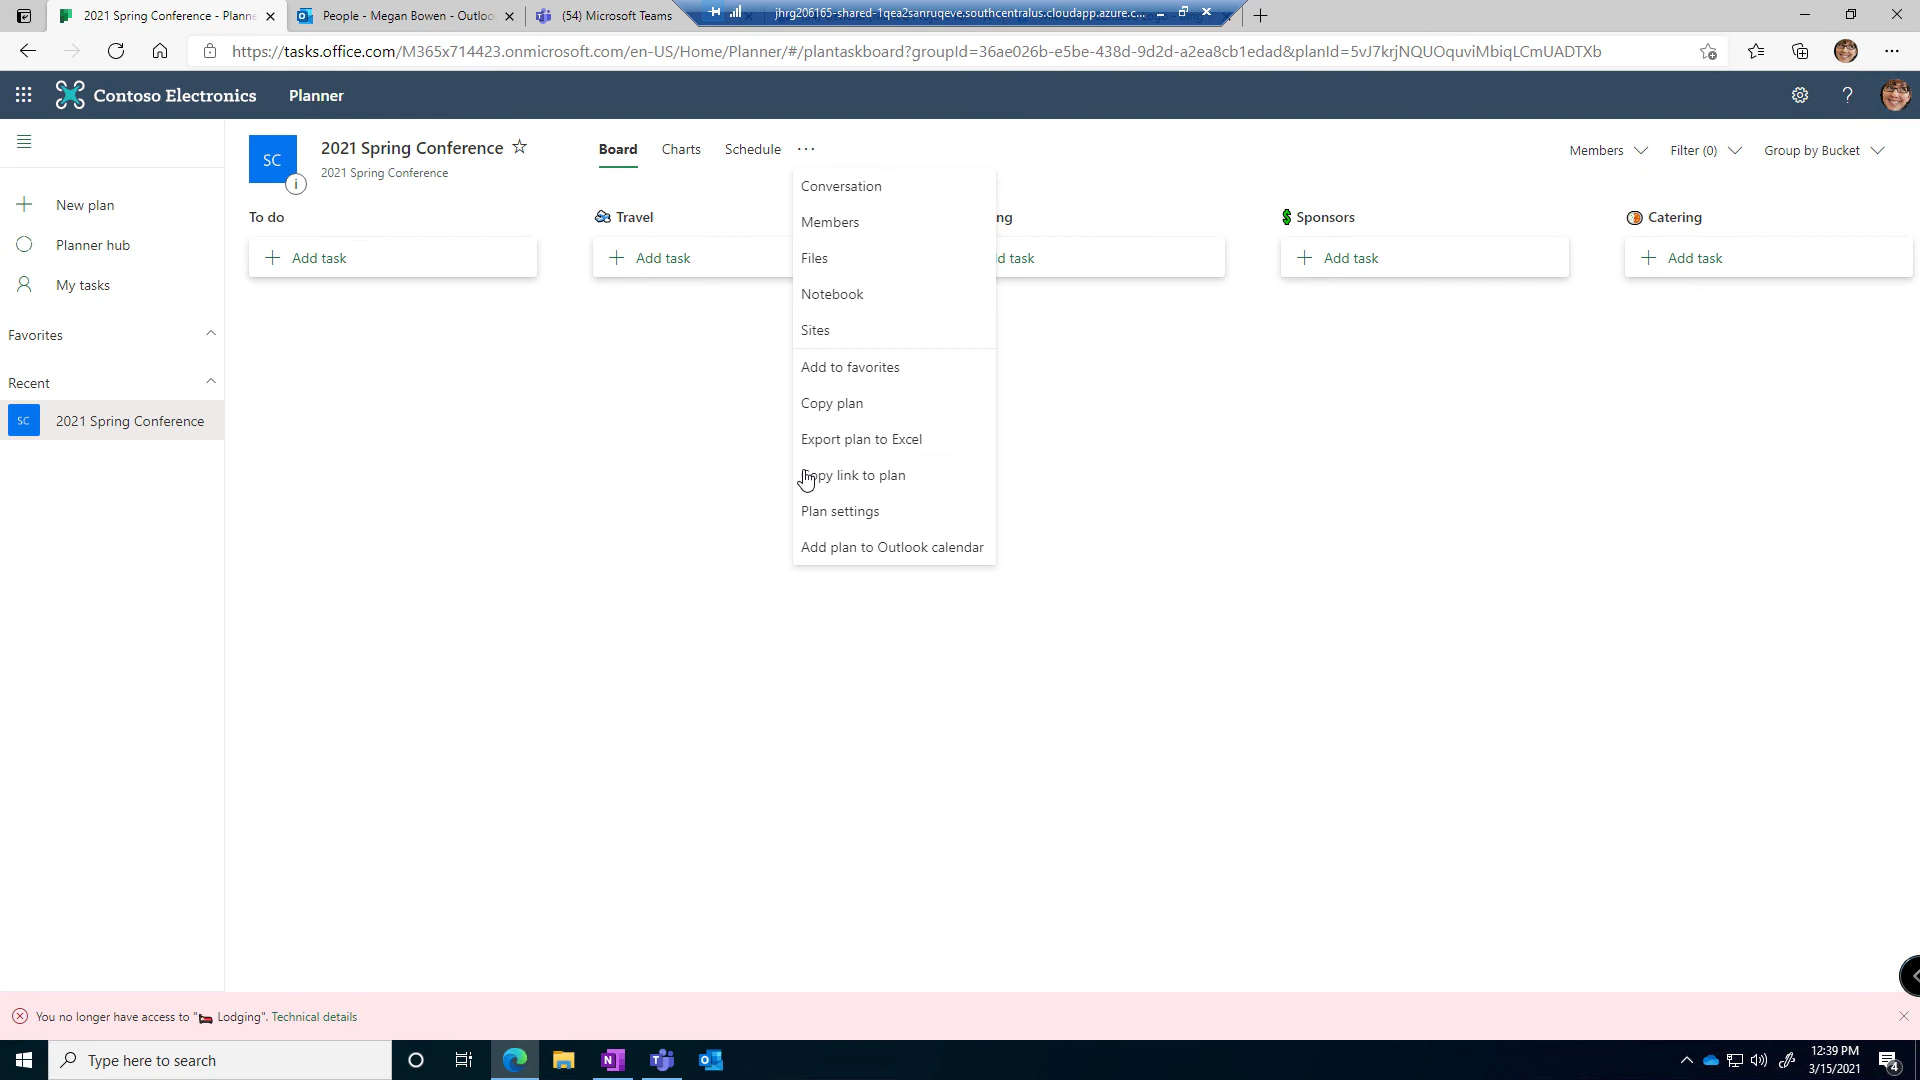 2021 Spring Conference - Planne
People - Megan Bowen - Outloo
(54) Microsoft Teams
jhrg206165-shared-1qea2sanruqeve.southcentralus.cloudapp.azure.c...
https://tasks.office.com/M365x714423.onmicrosoft.com/en-US/Home/Planner/#/plantaskboard?groupId=36ae026b-e5be-438d-9d2d-a2ea8cb1edad&planId=5vJ7krjNQUOquviMbiqLCmUADTXb
Contoso Electronics
Planner
?
SC
i
2021 Spring Conference
2021 Spring Conference
Board
Charts
Schedule
Members
Filter (0)
Group by Bucket
New plan
Planner hub
My tasks
Favorites
Recent
SC
2021 Spring Conference
To do
Add task
Travel
Add task
ng
d task
Sponsors
Add task
Catering
Add task
Conversation
Members
Files
Notebook
Sites
Add to favorites
Copy plan
Export plan to Excel
opy link to plan
Plan settings
Add plan to Outlook calendar
You no longer have access to "🛏 Lodging". Technical details
Type here to search
12:39 PM
3/15/2021
4